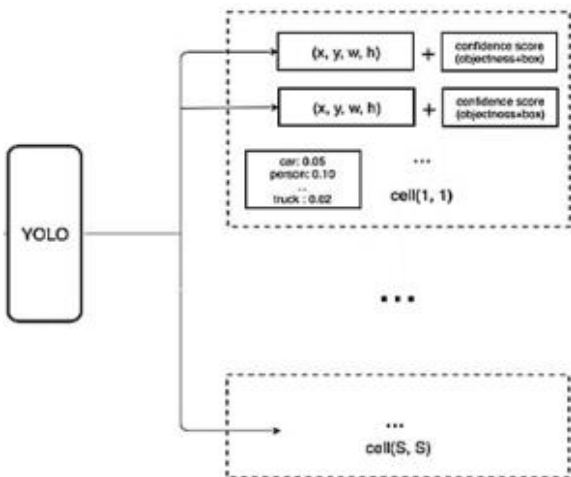 (x, y, w, h) + confidence score
(objectness*box)
(x, y, w, h) + confidence score
(objectness*box)
car: 0.05
person: 0.10
...
truck : 0.02
...
cell(1, 1)
YOLO
...
...
cell(S, S)